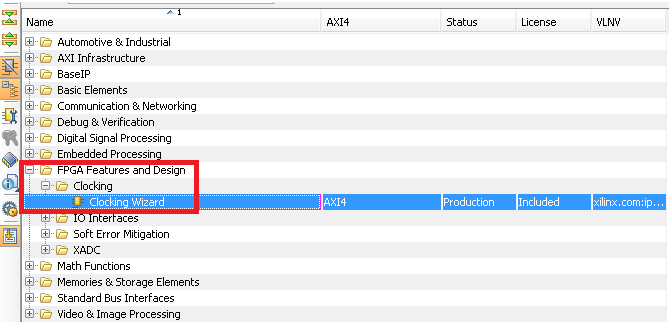 Name 1 AXI4 Status License VLNV
Automotive & Industrial
AXI Infrastructure
BaseIP
Basic Elements
Communication & Networking
Debug & Verification
Digital Signal Processing
Embedded Processing
FPGA Features and Design
Clocking
Clocking Wizard AXI4 Production Included xilinx.com:ip...
IO Interfaces
Soft Error Mitigation
XADC
Math Functions
Memories & Storage Elements
Standard Bus Interfaces
Video & Image Processing